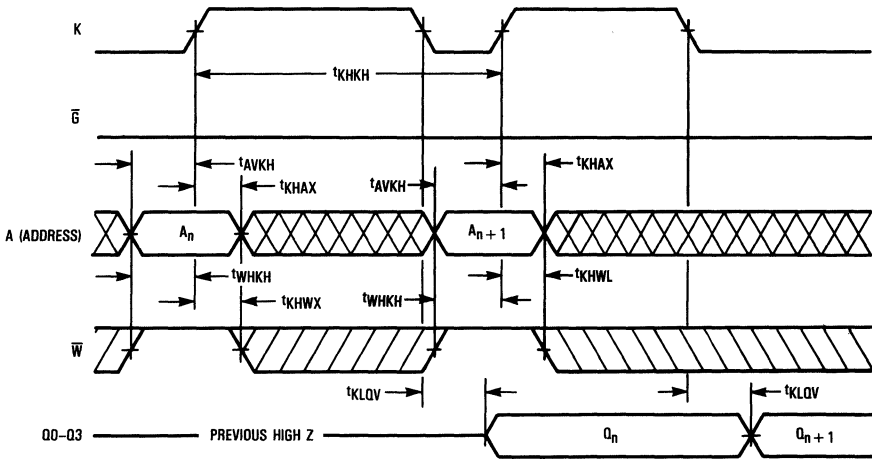 K
tKHKH
G̅
tAVKH
tKHAX
tAVKH
tKHAX
A (ADDRESS)
An
An + 1
tWHKH
tKHWX
tWHKH
tKHWL
W̅
tKLQV
tKLQV
Q0–Q3
PREVIOUS HIGH Z
Qn
Qn + 1